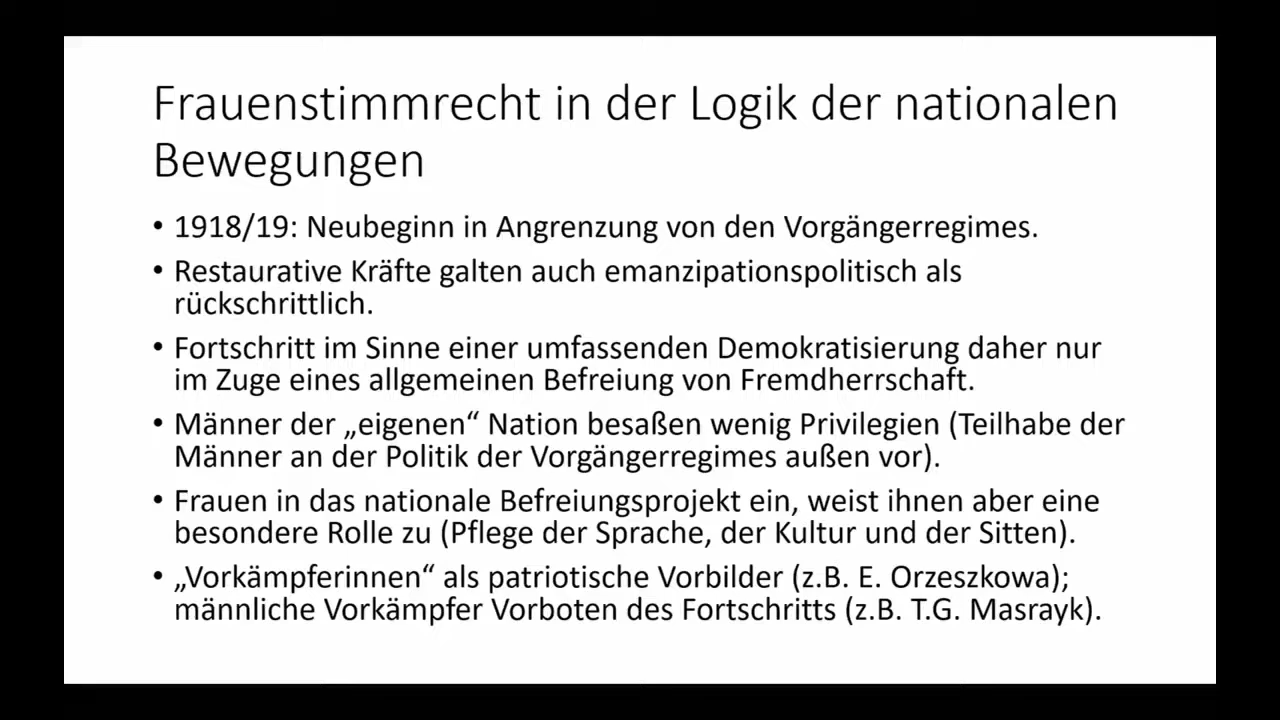 Frauenstimmrecht in der Logik der nationalen
Bewegungen
• 1918/19: Neubeginn in Angrenzung von den Vorgängerregimes.
• Restaurative Kräfte galten auch emanzipationspolitisch als
rückschrittlich.
• Fortschritt im Sinne einer umfassenden Demokratisierung daher nur
im Zuge eines allgemeinen Befreiung von Fremdherrschaft.
• Männer der „eigenen“ Nation besaßen wenig Privilegien (Teilhabe der
Männer an der Politik der Vorgängerregimes außen vor).
• Frauen in das nationale Befreiungsprojekt ein, weist ihnen aber eine
besondere Rolle zu (Pflege der Sprache, der Kultur und der Sitten).
• „Vorkämpferinnen“ als patriotische Vorbilder (z.B. E. Orzeszkowa);
männliche Vorkämpfer Vorboten des Fortschritts (z.B. T.G. Masrayk).